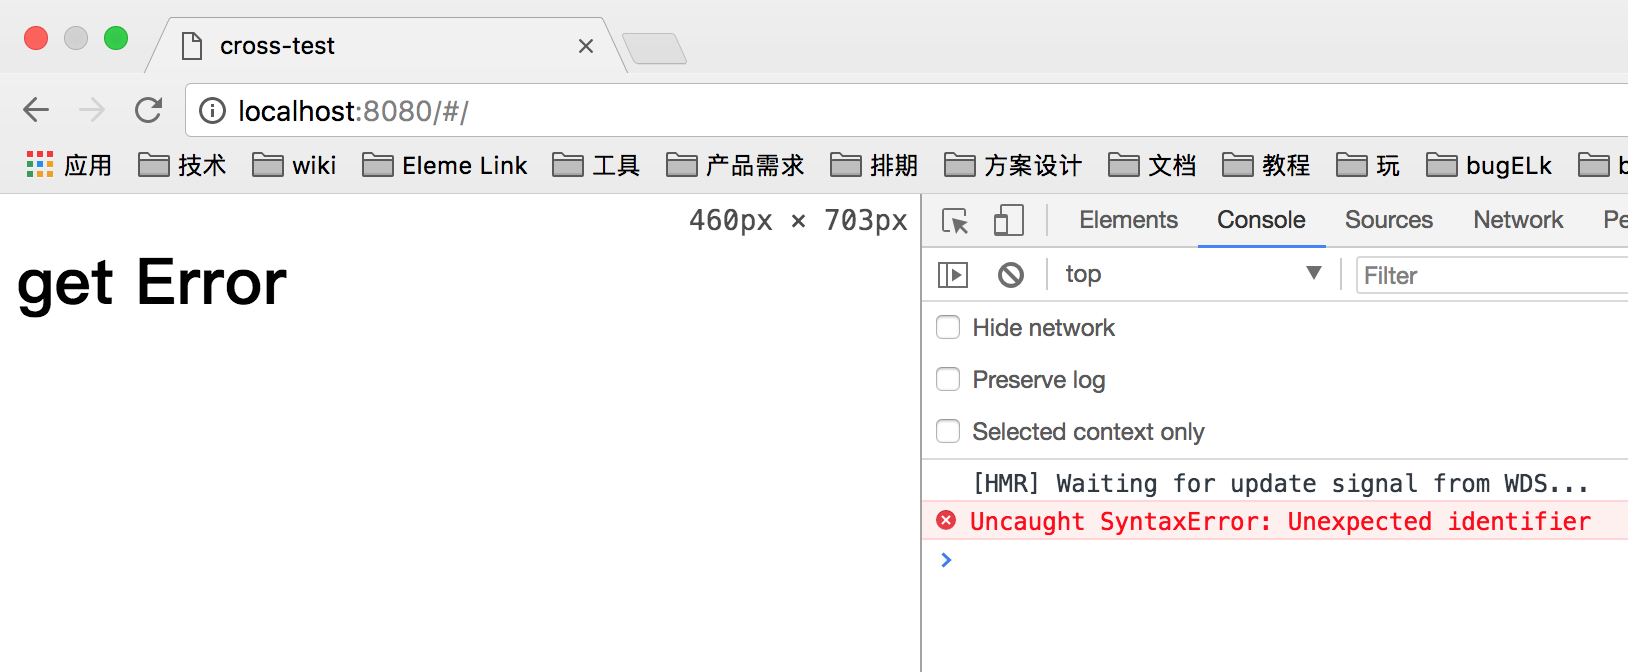 cross-test
localhost:8080/#/
应用 技术 wiki Eleme Link 工具 产品需求 排期 方案设计 文档 教程 玩 bugELk b
460px × 703px
Elements Console Sources Network Pe
top Filter
get Error
Hide network
Preserve log
Selected context only
[HMR] Waiting for update signal from WDS...
Uncaught SyntaxError: Unexpected identifier